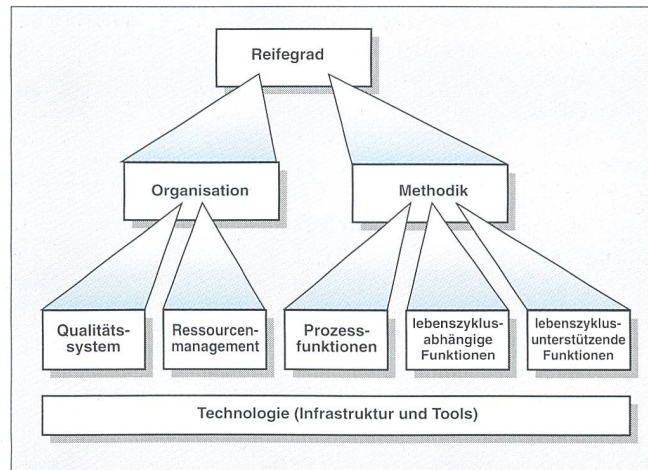 Reifegrad
Organisation
Methodik
Qualitäts-
system
Ressourcen-
management
Prozess-
funktionen
lebenszyklus-
abhängige
Funktionen
lebenszyklus-
unterstützende
Funktionen
Technologie (Infrastruktur und Tools)